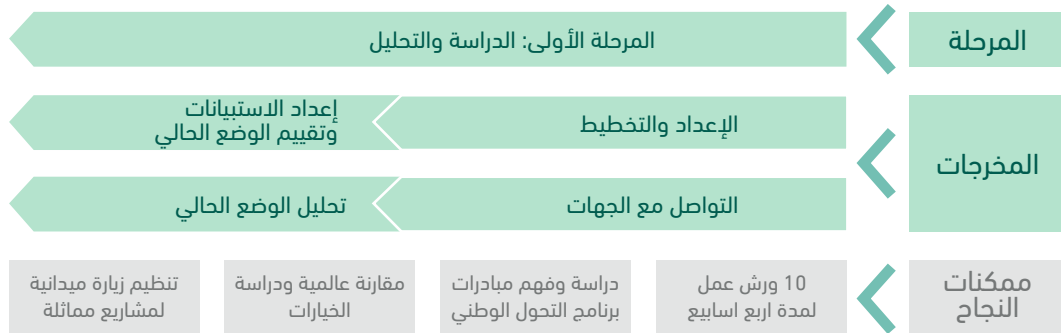 المرحلة
المرحلة الأولى: الدراسة والتحليل
المخرجات
الإعداد والتخطيط
إعداد الاستبيانات
وتقييم الوضع الحالي
التواصل مع الجهات
تحليل الوضع الحالي
ممكنات
النجاح
10 ورش عمل
لمدة اربع اسابيع
دراسة وفهم مبادرات
برنامج التحول الوطني
مقارنة عالمية ودراسة
الخيارات
تنظيم زيارة ميدانية
لمشاريع مماثلة